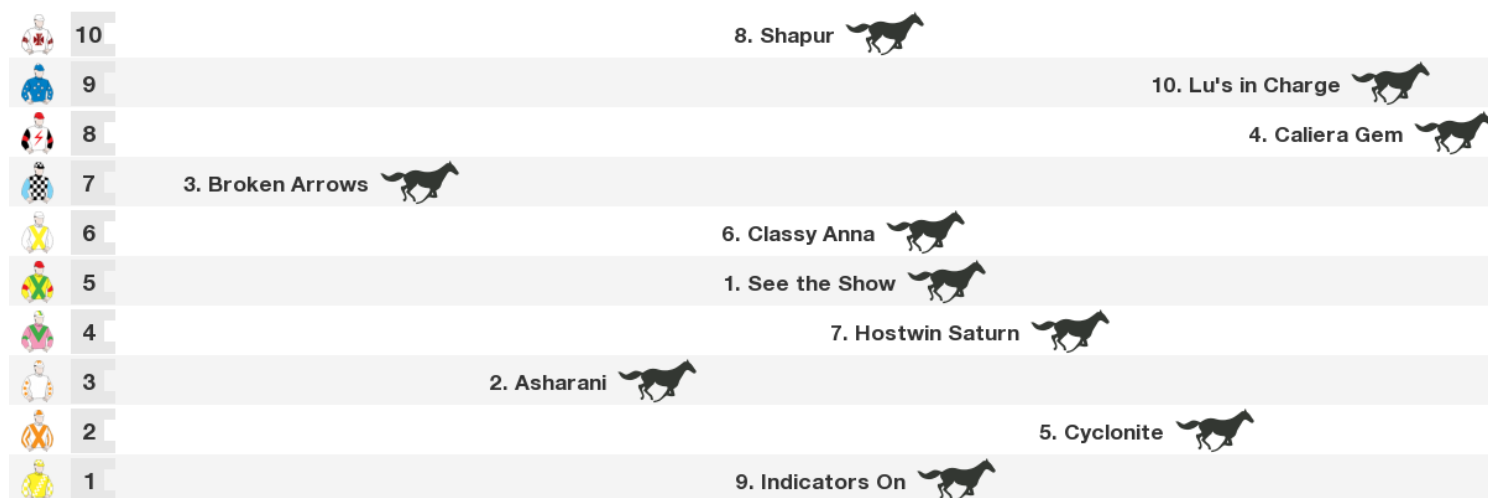 10 8. Shapur
9 10. Lu's in Charge
8 4. Caliera Gem
7 3. Broken Arrows
6 6. Classy Anna
5 1. See the Show
4 7. Hostwin Saturn
3 2. Asharani
2 5. Cyclonite
1 9. Indicators On